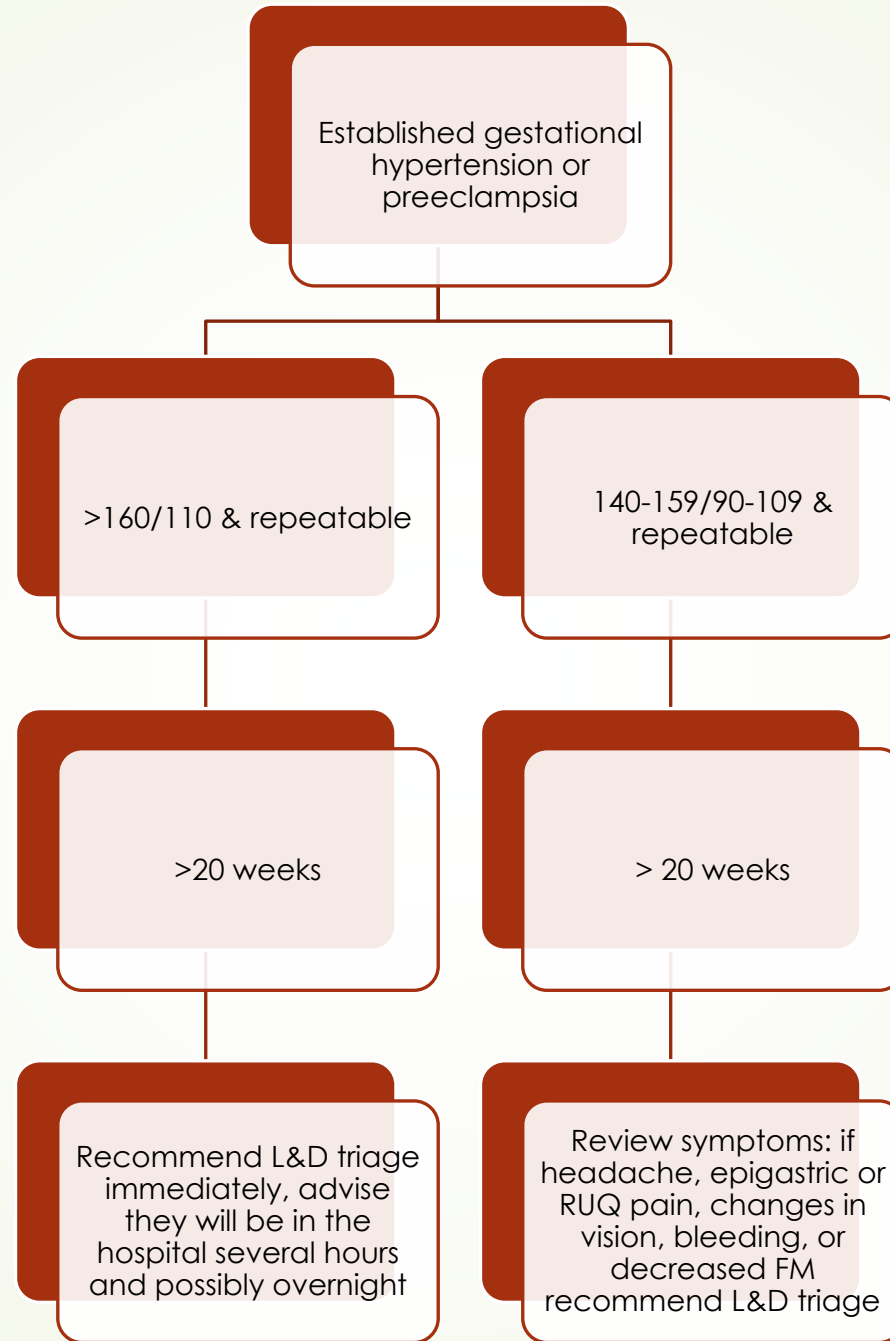 Established gestational
hypertension or
preeclampsia
>160/110 & repeatable
140-159/90-109 &
repeatable
>20 weeks
> 20 weeks
Recommend L&D triage
immediately, advise
they will be in the
hospital several hours
and possibly overnight
Review symptoms: if
headache, epigastric or
RUQ pain, changes in
vision, bleeding, or
decreased FM
recommend L&D triage